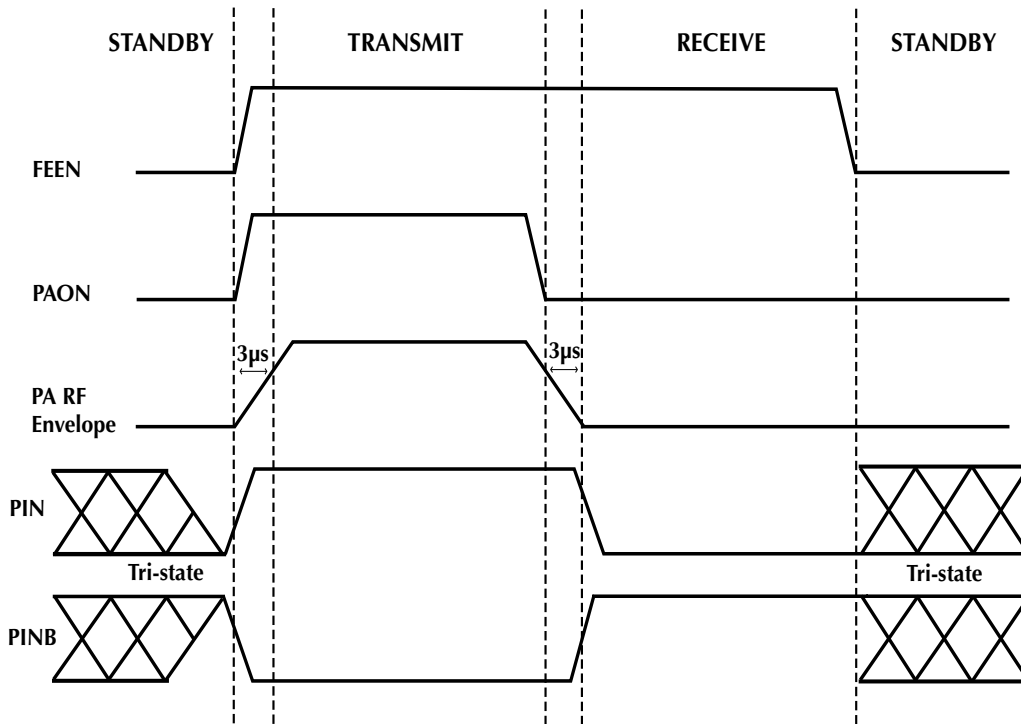 STANDBY TRANSMIT RECEIVE STANDBY
FEEN
PAON
3µs 3µs
PA RF
Envelope
PIN
Tri-state Tri-state
PINB